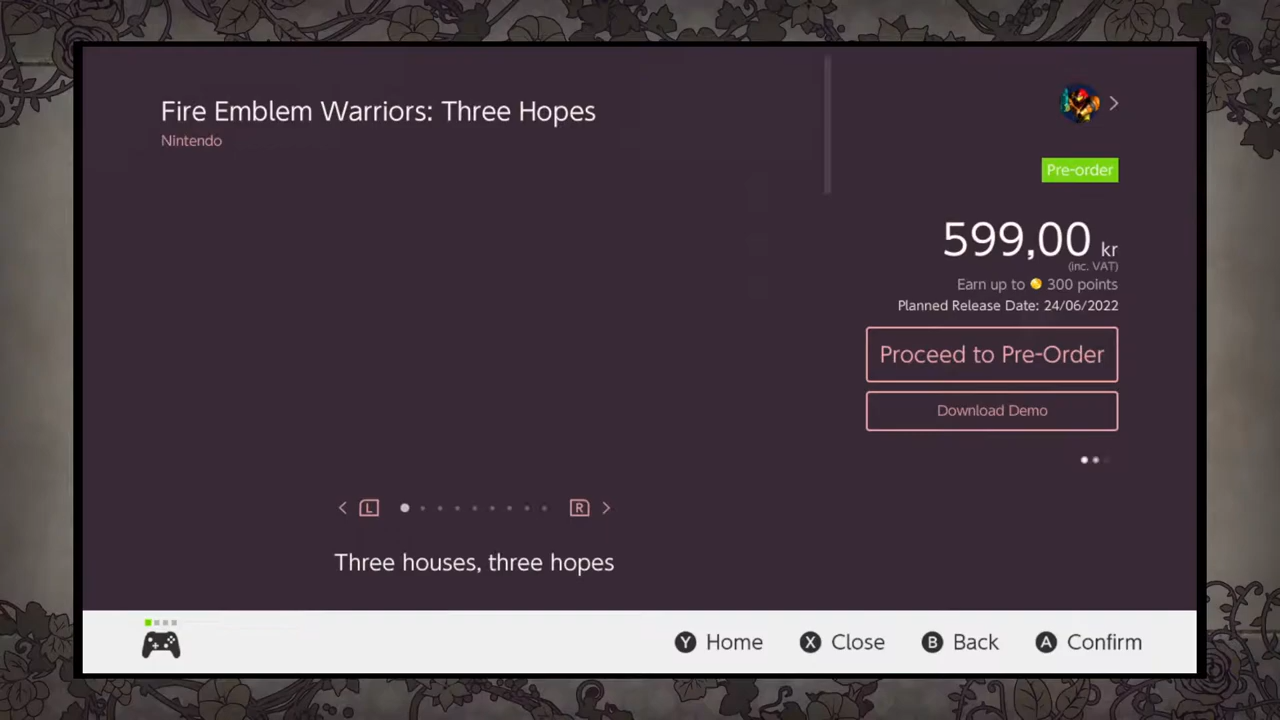 Fire Emblem Warriors: Three Hopes
Nintendo
Pre-order
599,00 kr
(inc. VAT)
Earn up to 300 points
Planned Release Date: 24/06/2022
Proceed to Pre-Order
Download Demo
L
R
Three houses, three hopes
Y Home
X Close
B Back
A Confirm